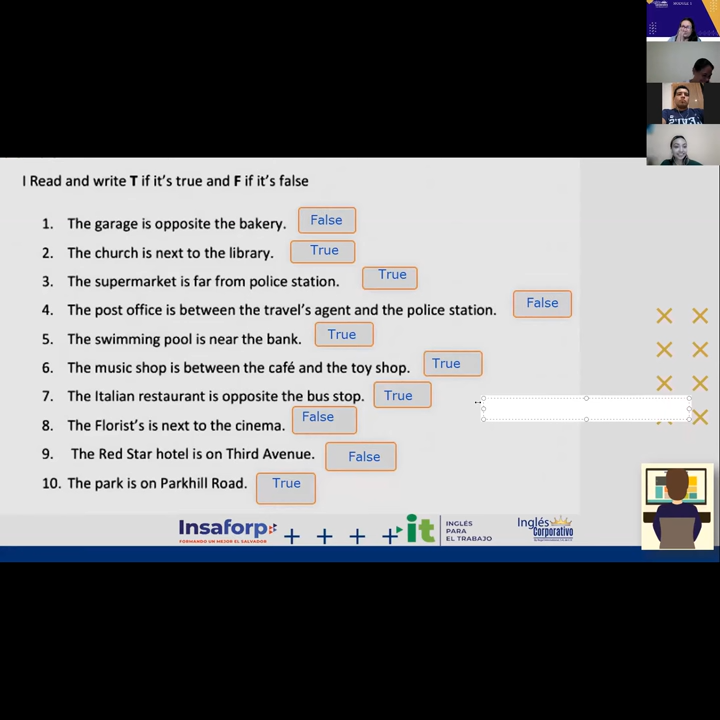 MODULE I
I Read and write T if it's true and F if it's false
1. The garage is opposite the bakery. False
2. The church is next to the library. True
3. The supermarket is far from police station. True
4. The post office is between the travel's agent and the police station. False
5. The swimming pool is near the bank. True
6. The music shop is between the café and the toy shop. True
7. The Italian restaurant is opposite the bus stop. True
8. The Florist's is next to the cinema. False
9. The Red Star hotel is on Third Avenue. False
10. The park is on Parkhill Road. True
Insaforp
FORMANDO UN MEJOR EL SALVADOR
it
INGLÉS
PARA
EL TRABAJO
Inglés
Corporativo